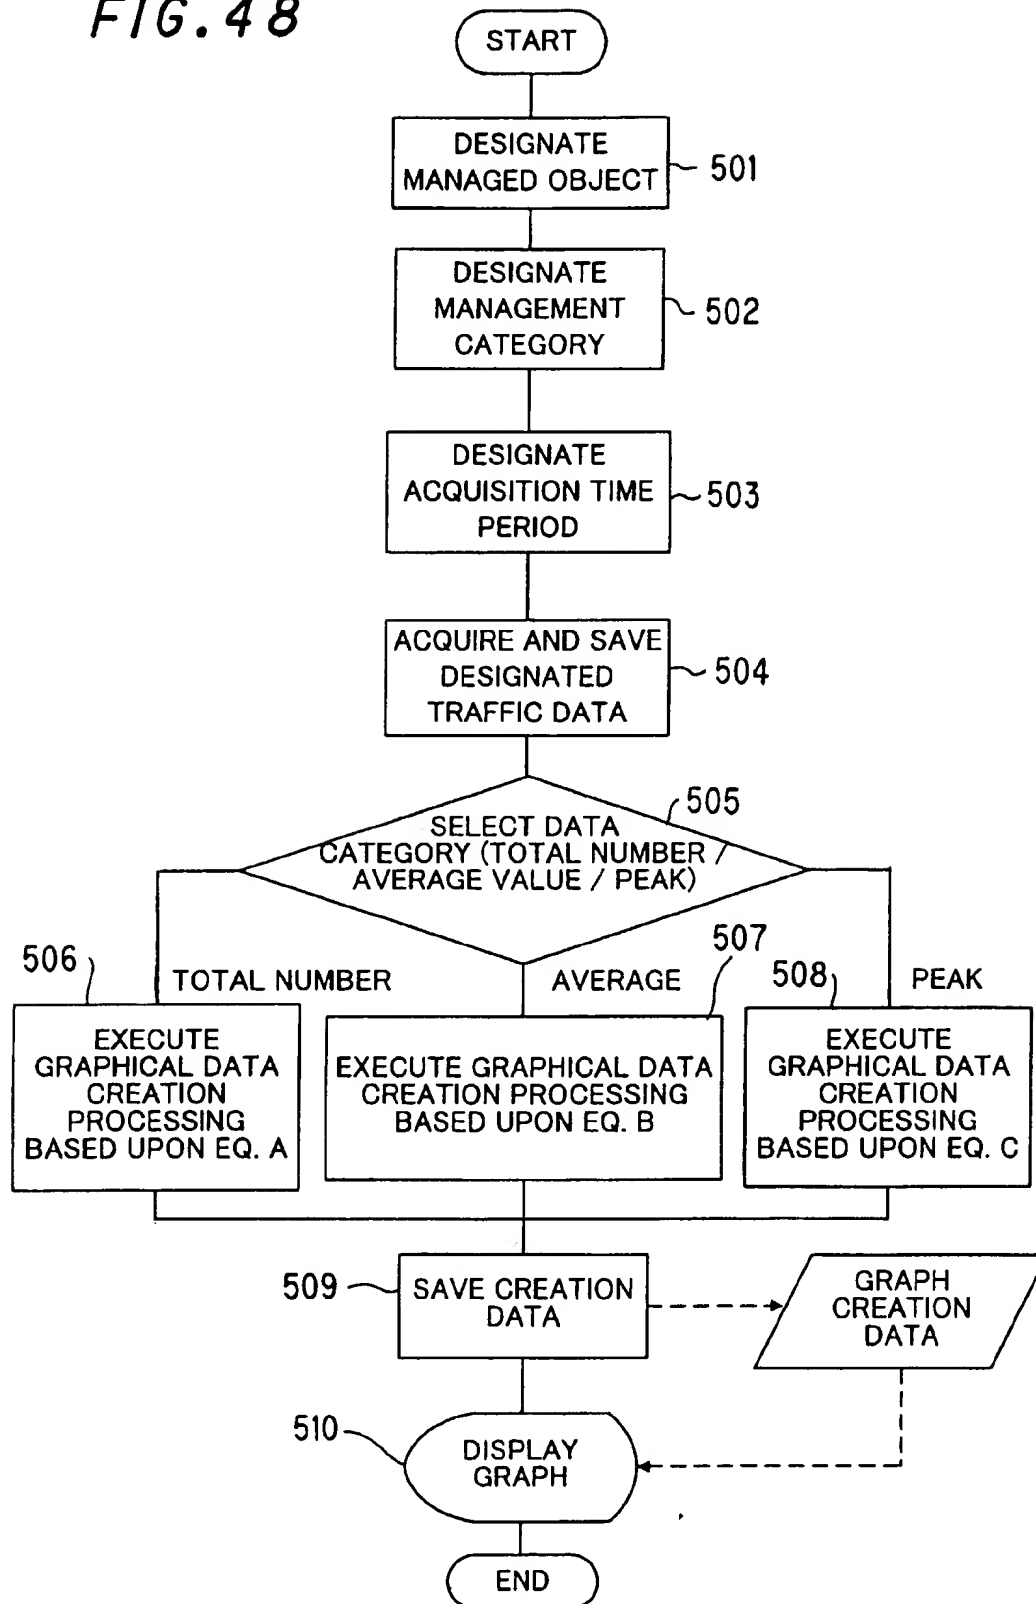 FIG.48
START
DESIGNATE
MANAGED OBJECT
501
DESIGNATE
MANAGEMENT
CATEGORY
502
DESIGNATE
ACQUISITION TIME
PERIOD
503
ACQUIRE AND SAVE
DESIGNATED
TRAFFIC DATA
504
505
SELECT DATA
CATEGORY (TOTAL NUMBER /
AVERAGE VALUE / PEAK)
506
TOTAL NUMBER
EXECUTE
GRAPHICAL DATA
CREATION
PROCESSING
BASED UPON EQ. A
507
AVERAGE
EXECUTE GRAPHICAL DATA
CREATION PROCESSING
BASED UPON EQ. B
508
PEAK
EXECUTE
GRAPHICAL DATA
CREATION
PROCESSING
BASED UPON EQ. C
509
SAVE CREATION
DATA
GRAPH
CREATION
DATA
510
DISPLAY
GRAPH
END